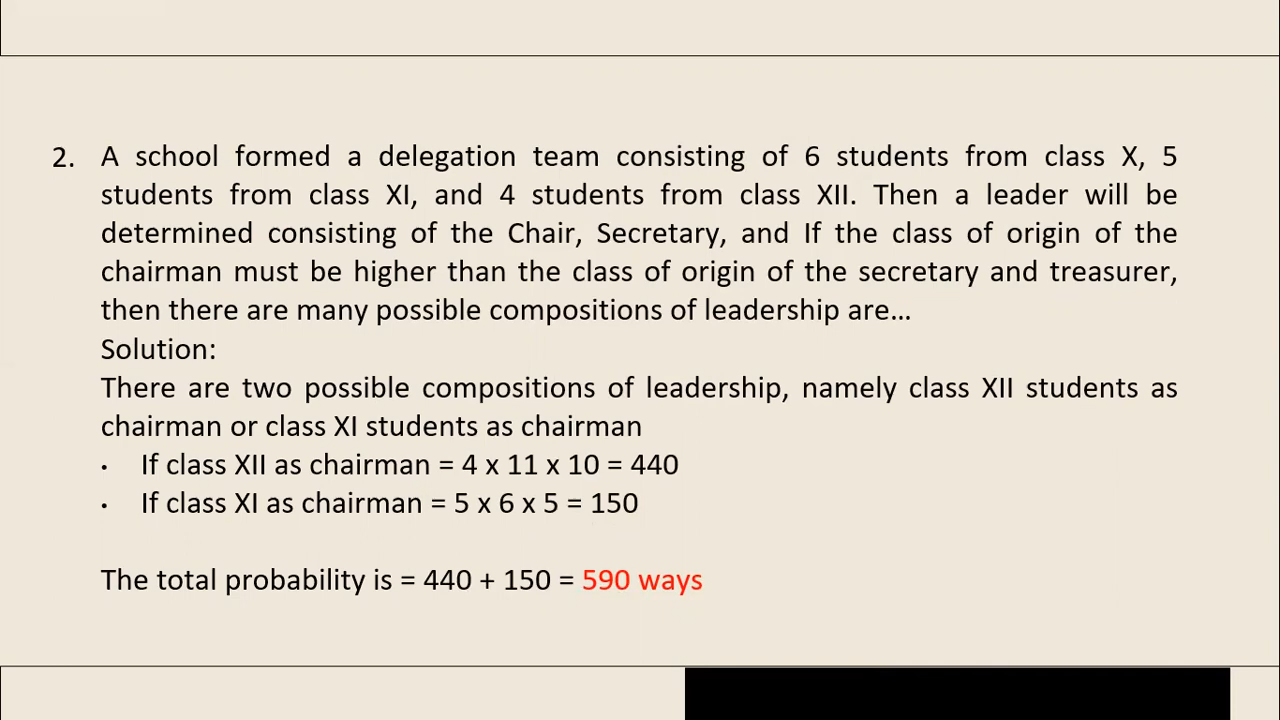 2. A school formed a delegation team consisting of 6 students from class X, 5
students from class XI, and 4 students from class XII. Then a leader will be
determined consisting of the Chair, Secretary, and If the class of origin of the
chairman must be higher than the class of origin of the secretary and treasurer,
then there are many possible compositions of leadership are…
Solution:
There are two possible compositions of leadership, namely class XII students as
chairman or class XI students as chairman
• If class XII as chairman = 4 x 11 x 10 = 440
• If class XI as chairman = 5 x 6 x 5 = 150
The total probability is = 440 + 150 = 590 ways